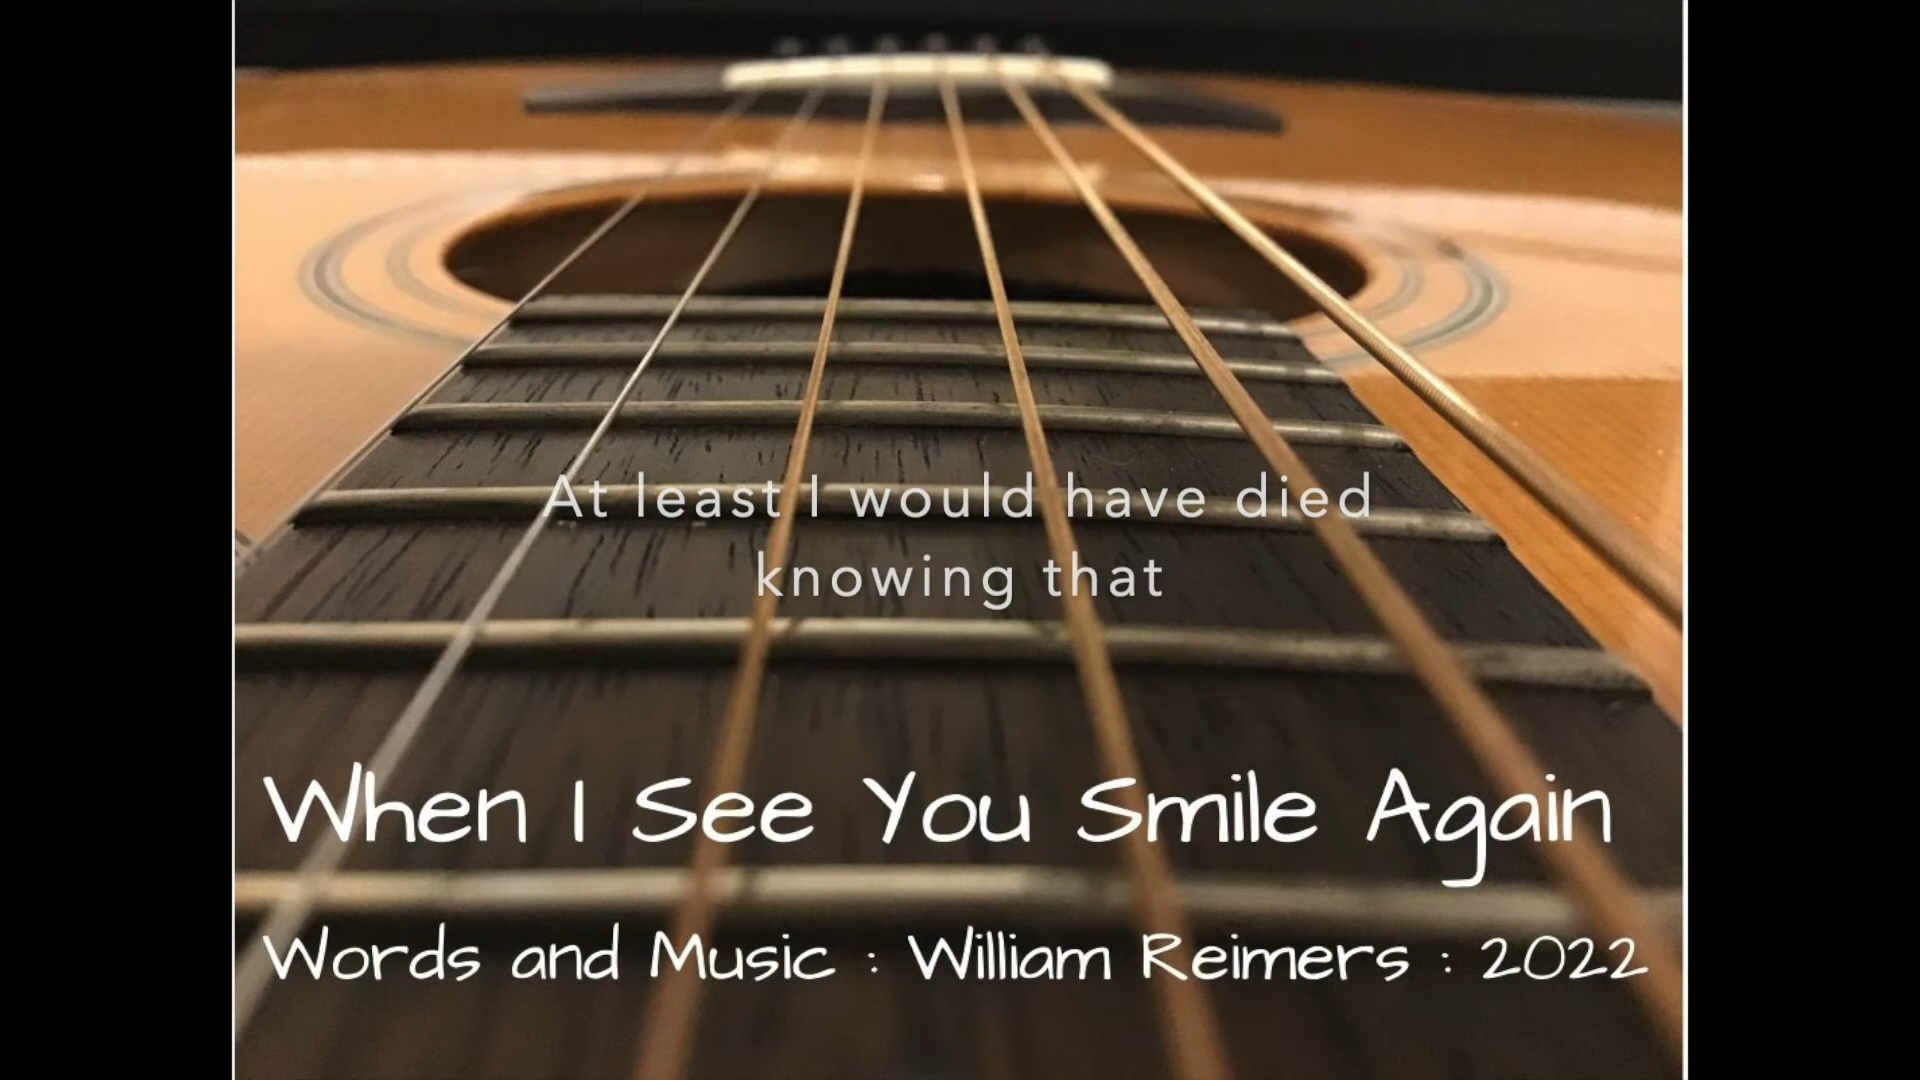 At least I would have died
knowing that
When I See You Smile Again
Words and Music : William Reimers : 2022